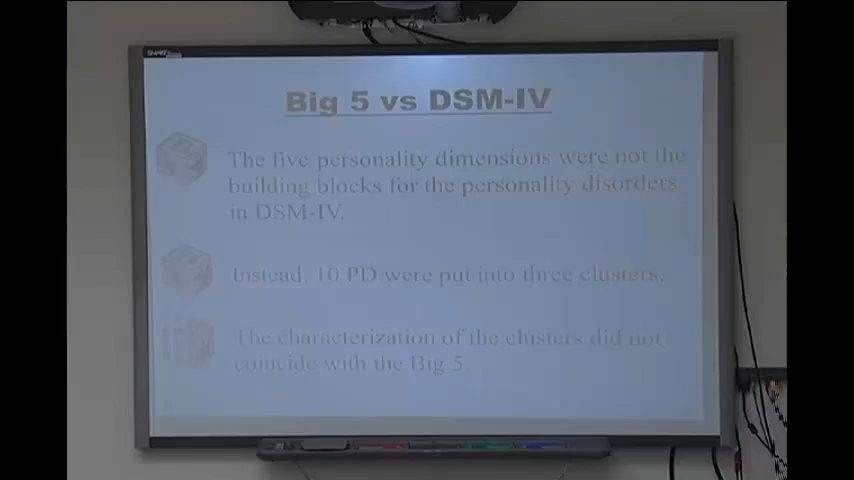 SMART
Big 5 vs DSM-IV
The five personality dimensions were not the
building blocks for the personality disorders
in DSM-IV.
Instead, 10 PD were put into three clusters.
The characterization of the clusters did not
coincide with the Big 5.